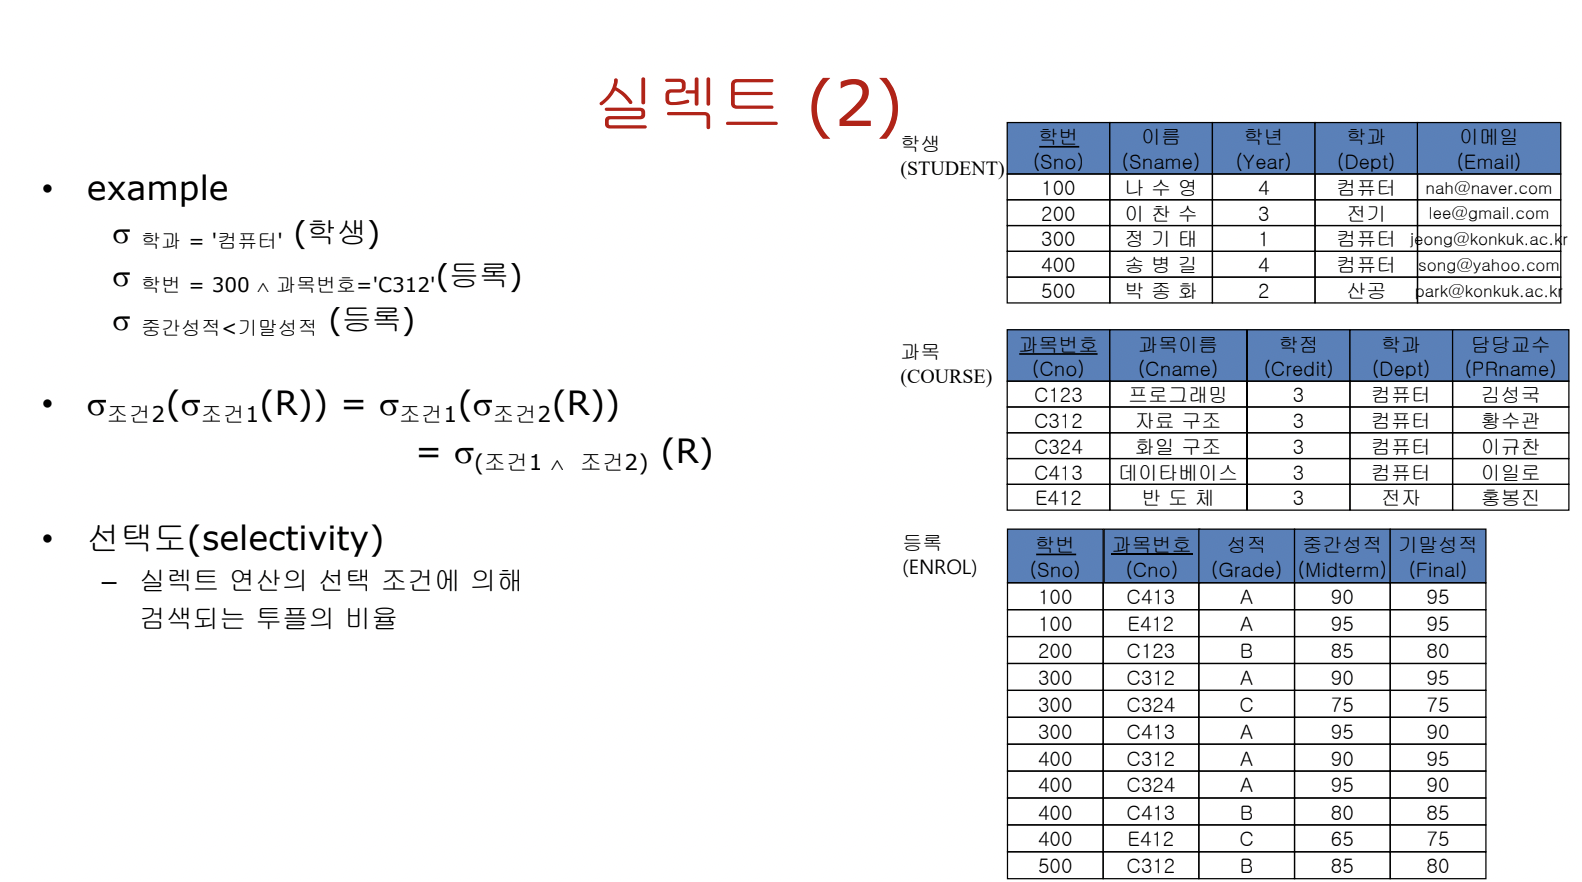 실렉트 (2)
• example
σ 학과 = '컴퓨터' (학생)
σ 학번 = 300 ∧ 과목번호='C312'(등록)
σ 중간성적<기말성적 (등록)
• σ조건2(σ조건1(R)) = σ조건1(σ조건2(R))
= σ(조건1 ∧ 조건2) (R)
• 선택도(selectivity)
– 실렉트 연산의 선택 조건에 의해
검색되는 투플의 비율
학생
(STUDENT)
학번 이름 학년 학과 이메일
(Sno) (Sname) (Year) (Dept) (Email)
100 나 수 영 4 컴퓨터 nah@naver.com
200 이 찬 수 3 전기 lee@gmail.com
300 정 기 태 1 컴퓨터 jeong@konkuk.ac.kr
400 송 병 길 4 컴퓨터 song@yahoo.com
500 박 종 화 2 산공 park@konkuk.ac.kr
과목
(COURSE)
과목번호 과목이름 학점 학과 담당교수
(Cno) (Cname) (Credit) (Dept) (PRname)
C123 프로그래밍 3 컴퓨터 김성국
C312 자료 구조 3 컴퓨터 황수관
C324 화일 구조 3 컴퓨터 이규찬
C413 데이타베이스 3 컴퓨터 이일로
E412 반 도 체 3 전자 홍봉진
등록
(ENROL)
학번 과목번호 성적 중간성적 기말성적
(Sno) (Cno) (Grade) (Midterm) (Final)
100 C413 A 90 95
100 E412 A 95 95
200 C123 B 85 80
300 C312 A 90 95
300 C324 C 75 75
300 C413 A 95 90
400 C312 A 90 95
400 C324 A 95 90
400 C413 B 80 85
400 E412 C 65 75
500 C312 B 85 80